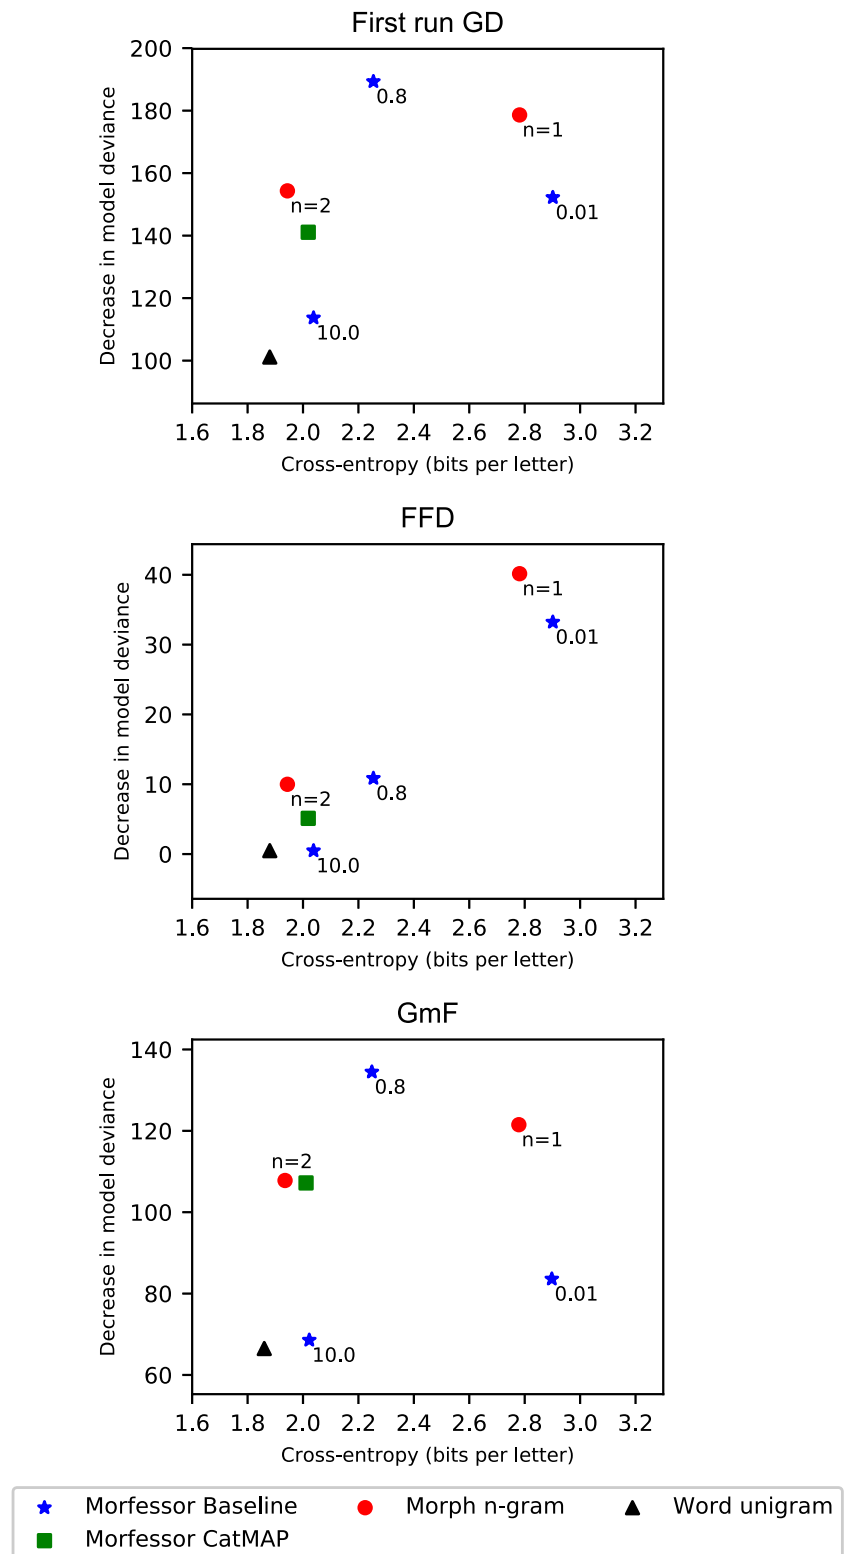 First run GD
200
180
160
140
120
100
Decrease in model deviance
0.8
n=1
n=2
0.01
10.0
1.6 1.8 2.0 2.2 2.4 2.6 2.8 3.0 3.2
Cross-entropy (bits per letter)
FFD
40
30
20
10
0
Decrease in model deviance
n=1
0.01
n=2
0.8
10.0
1.6 1.8 2.0 2.2 2.4 2.6 2.8 3.0 3.2
Cross-entropy (bits per letter)
GmF
140
120
100
80
60
Decrease in model deviance
0.8
n=1
n=2
0.01
10.0
1.6 1.8 2.0 2.2 2.4 2.6 2.8 3.0 3.2
Cross-entropy (bits per letter)
Morfessor Baseline Morph n-gram Word unigram
Morfessor CatMAP